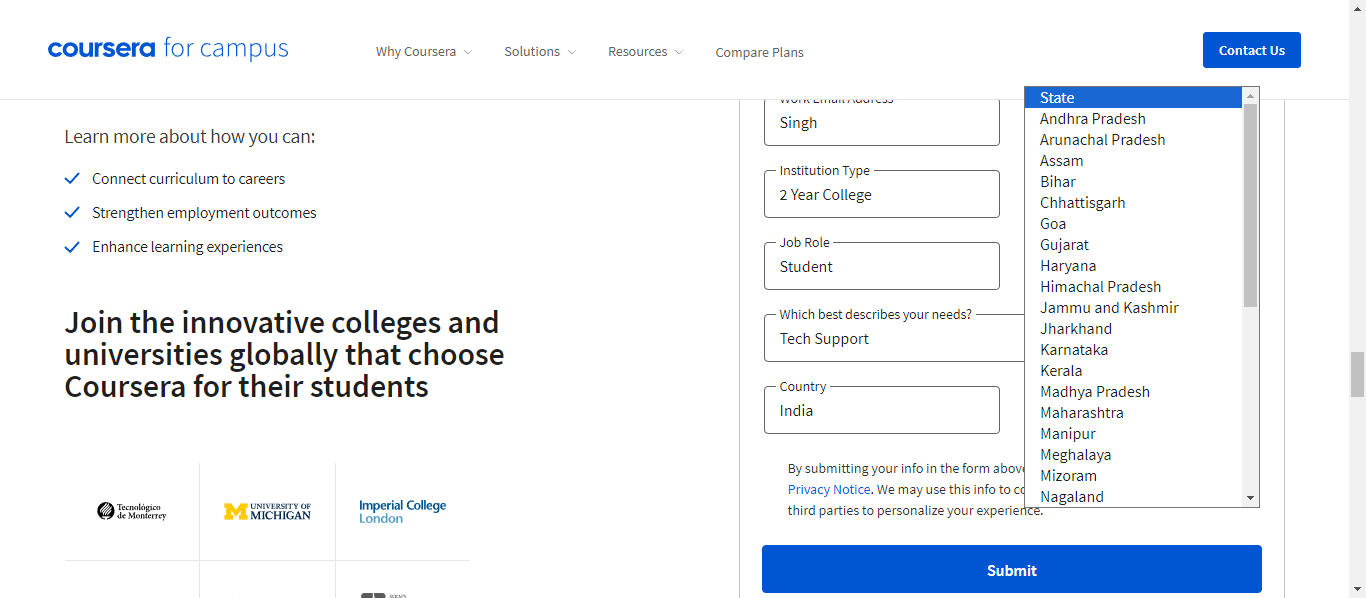 coursera for campus
Why Coursera
Solutions
Resources
Compare Plans
Contact Us
Learn more about how you can:
Connect curriculum to careers
Strengthen employment outcomes
Enhance learning experiences
Join the innovative colleges and
universities globally that choose
Coursera for their students
Tecnológico
de Monterrey
UNIVERSITY OF
MICHIGAN
Imperial College
London
Work Email Address
Singh
Institution Type
2 Year College
Job Role
Student
Which best describes your needs?
Tech Support
Country
India
State
Andhra Pradesh
Arunachal Pradesh
Assam
Bihar
Chhattisgarh
Goa
Gujarat
Haryana
Himachal Pradesh
Jammu and Kashmir
Jharkhand
Karnataka
Kerala
Madhya Pradesh
Maharashtra
Manipur
Meghalaya
Mizoram
Nagaland
By submitting your info in the form above
Privacy Notice. We may use this info to co
third parties to personalize your experience.
Submit